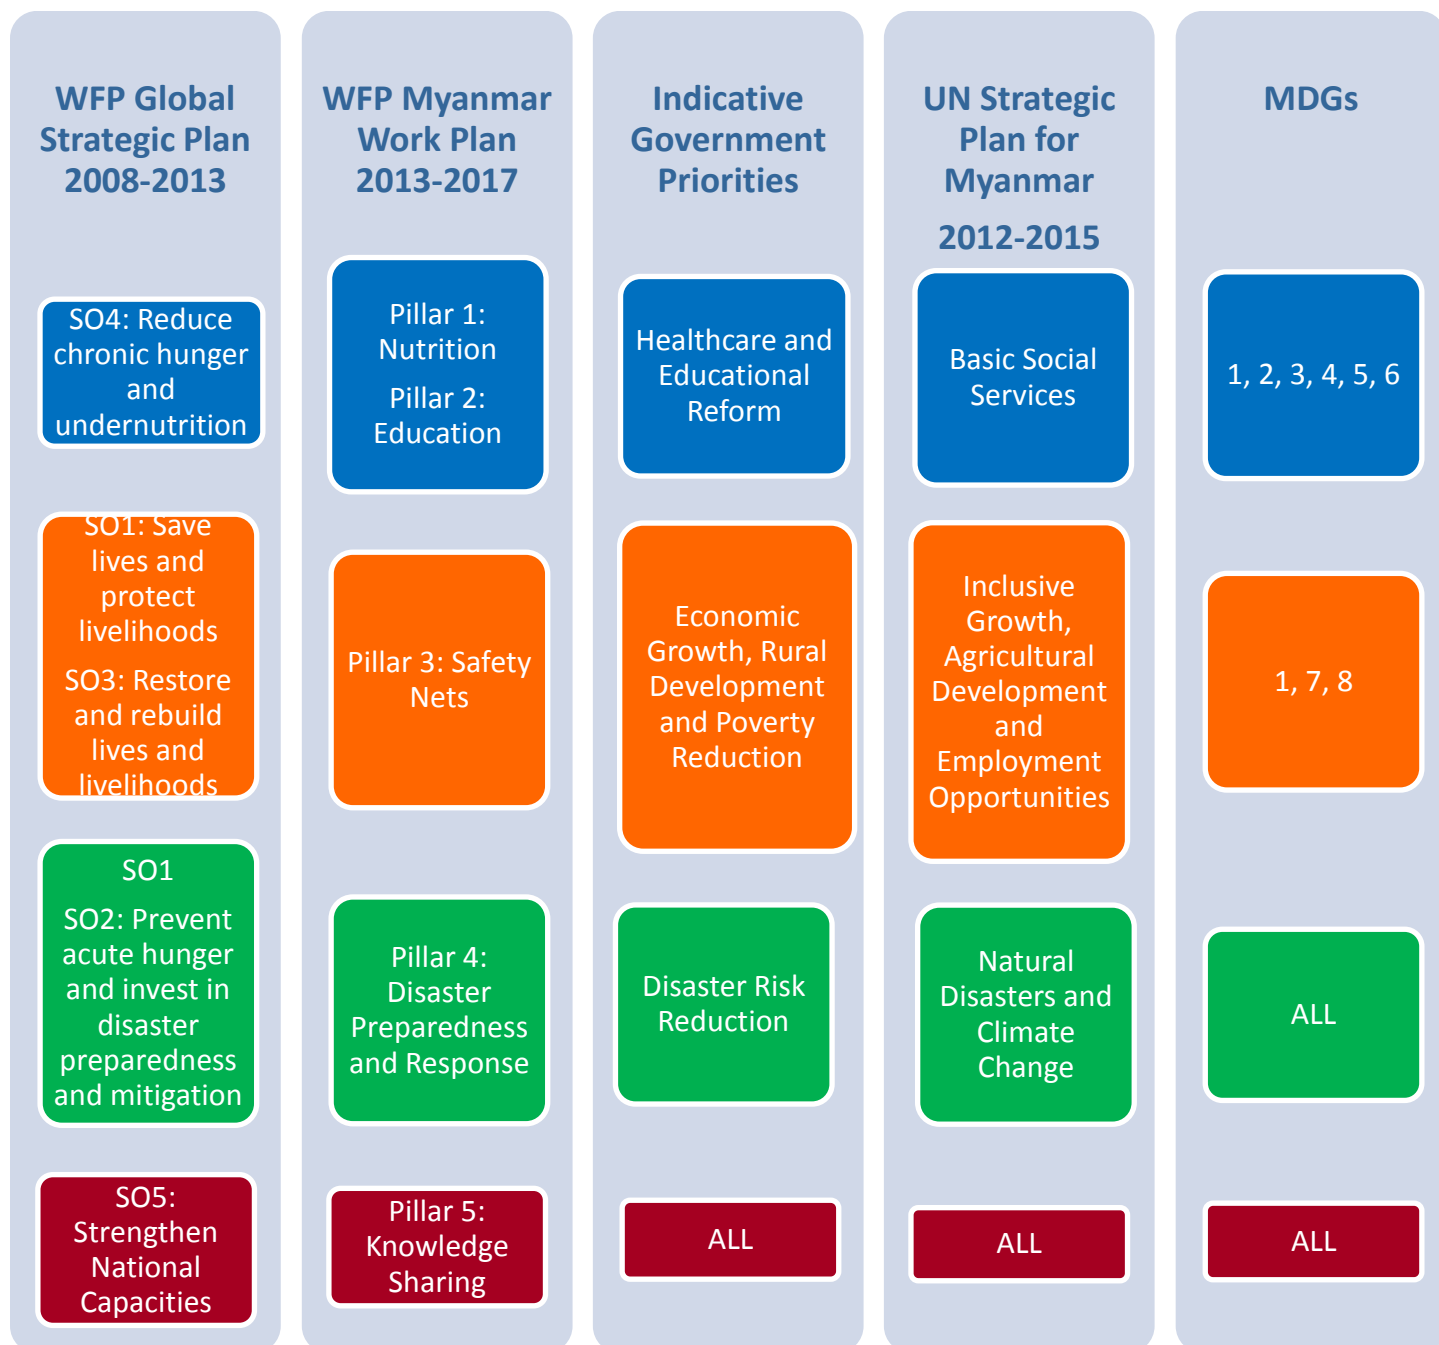 WFP Global
Strategic Plan
2008-2013
SO4: Reduce
chronic hunger
and
undernutrition
SO1: Save
lives and
protect
livelihoods
SO3: Restore
and rebuild
lives and
livelihoods
SO1
SO2: Prevent
acute hunger
and invest in
disaster
preparedness
and mitigation
SO5:
Strengthen
National
Capacities
WFP Myanmar
Work Plan
2013-2017
Pillar 1:
Nutrition
Pillar 2:
Education
Pillar 3: Safety
Nets
Pillar 4:
Disaster
Preparedness
and Response
Pillar 5:
Knowledge
Sharing
Indicative
Government
Priorities
Healthcare and
Educational
Reform
Economic
Growth, Rural
Development
and Poverty
Reduction
Disaster Risk
Reduction
ALL
UN Strategic
Plan for
Myanmar
2012-2015
Basic Social
Services
Inclusive
Growth,
Agricultural
Development
and
Employment
Opportunities
Natural
Disasters and
Climate
Change
ALL
MDGs
1, 2, 3, 4, 5, 6
1, 7, 8
ALL
ALL